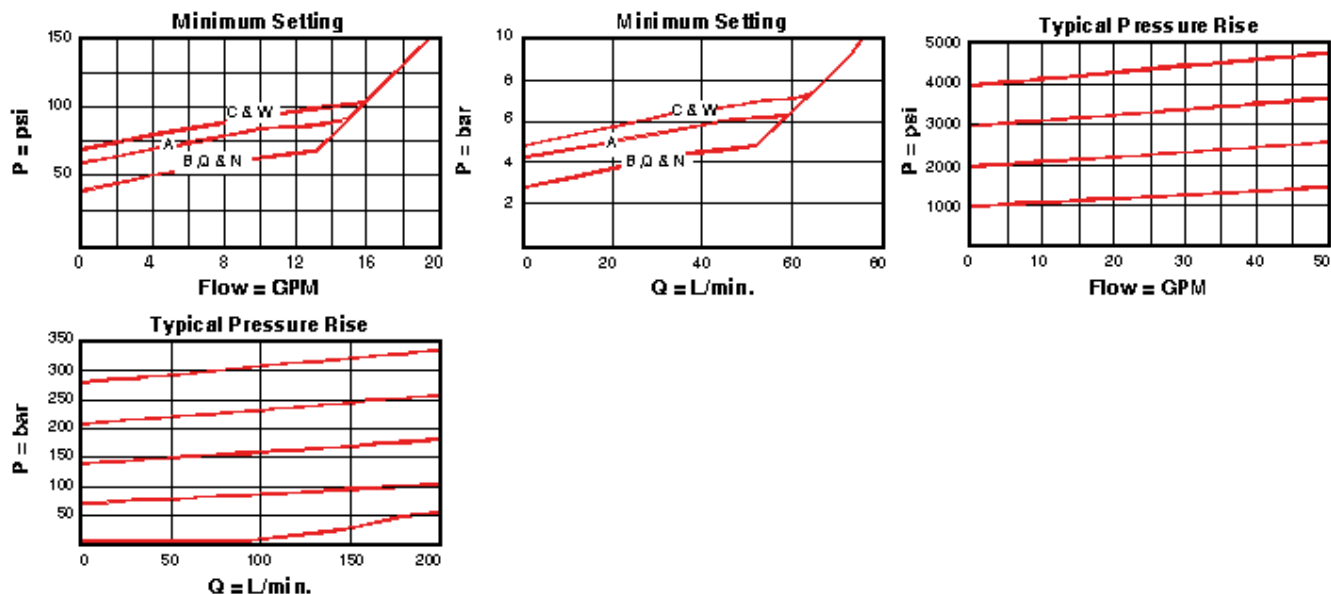 Minimum Setting
150
100
50
P = psi
C & W
A
B,Q & N
0 4 8 12 16 20
Flow = GPM
Minimum Setting
10
8
6
4
2
P = bar
C & W
A
B,Q & N
0 20 40 60 80
Q = L/min.
Typical Pressure Rise
5000
4000
3000
2000
1000
P = psi
0 10 20 30 40 50
Flow = GPM
Typical Pressure Rise
350
300
250
200
150
100
50
P = bar
0 50 100 150 200
Q = L/min.